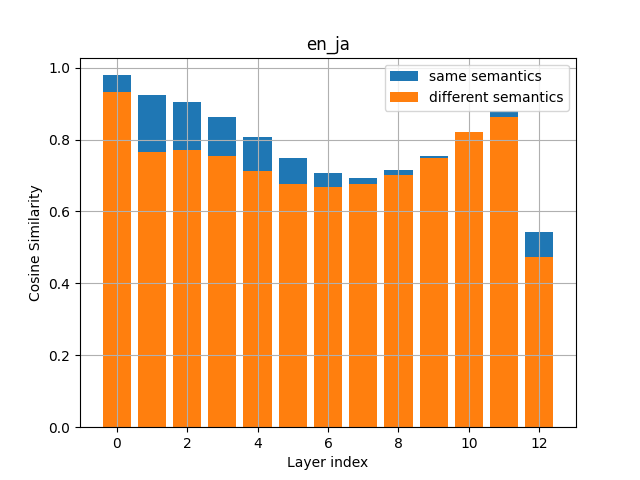 en_ja
same semantics
different semantics
1.0
0.8
0.6
0.4
0.2
0.0
Cosine Similarity
0 2 4 6 8 10 12
Layer index